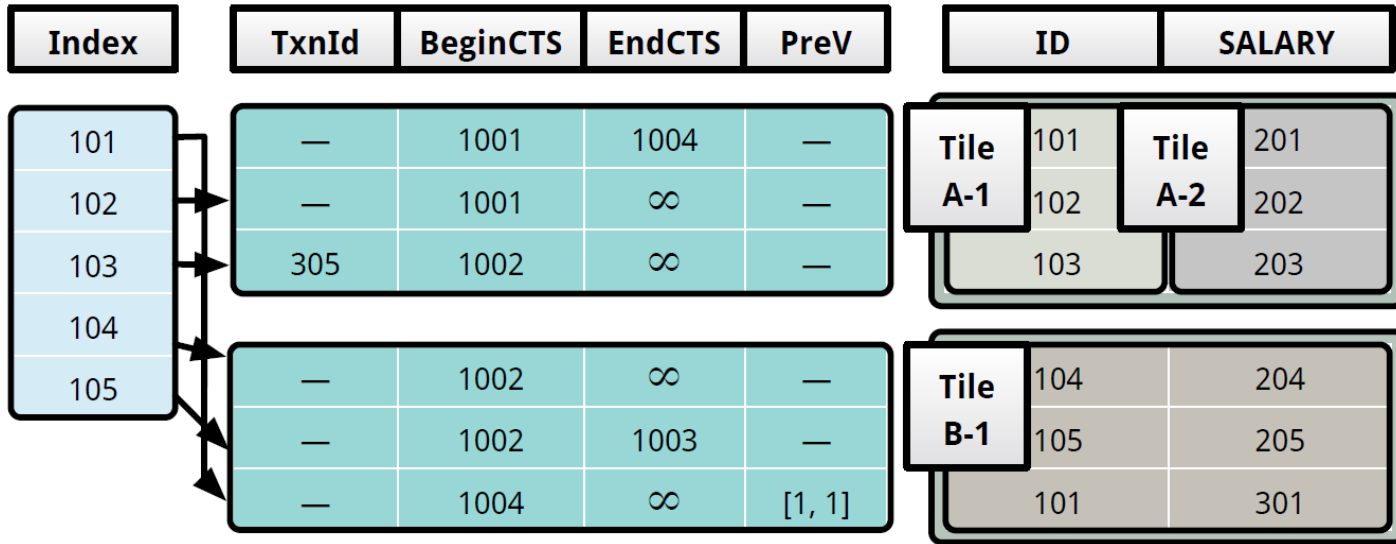 Index TxnId BeginCTS EndCTS PreV ID SALARY
101 — 1001 1004 — Tile A-1 101 Tile A-2 201
102 — 1001 ∞ — 102 202
103 305 1002 ∞ — 103 203
104 — 1002 ∞ — Tile B-1 104 204
105 — 1002 1003 — 105 205
— 1004 ∞ [1, 1] 101 301